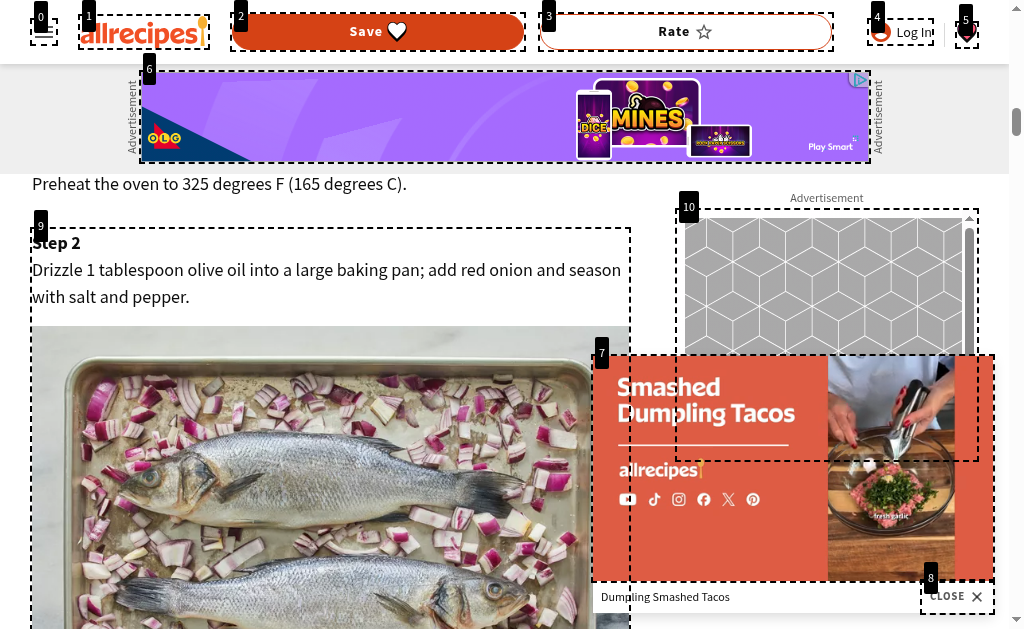 0
1
allrecipes
2
Save
3
Rate
4
Log In
5
6
Advertisement
OLG
DICE
MINES
Play Smart
Advertisement
Preheat the oven to 325 degrees F (165 degrees C).
9
Step 2
Drizzle 1 tablespoon olive oil into a large baking pan; add red onion and season
with salt and pepper.
Advertisement
10
7
Smashed
Dumpling Tacos
allrecipes
fresh garlic
8
Dumpling Smashed Tacos
CLOSE